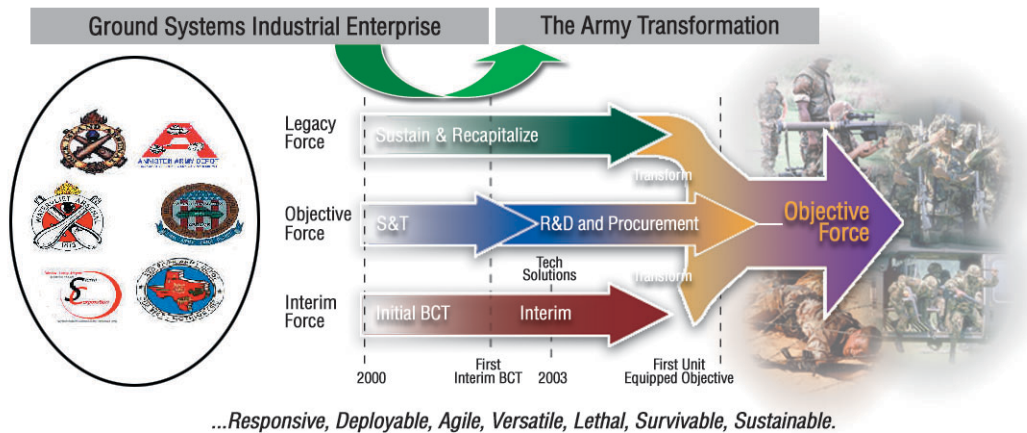 Ground Systems Industrial Enterprise
The Army Transformation
Legacy
Force
Sustain & Recapitalize
Transform
Objective
Force
S&T
R&D and Procurement
Objective
Force
Tech
Solutions
Transform
Interim
Force
Initial BCT
Interim
2000
First
Interim BCT
2003
First Unit
Equipped Objective
ANNISTON ARMY DEPOT
WATERVLIET ARSENAL
...Responsive, Deployable, Agile, Versatile, Lethal, Survivable, Sustainable.